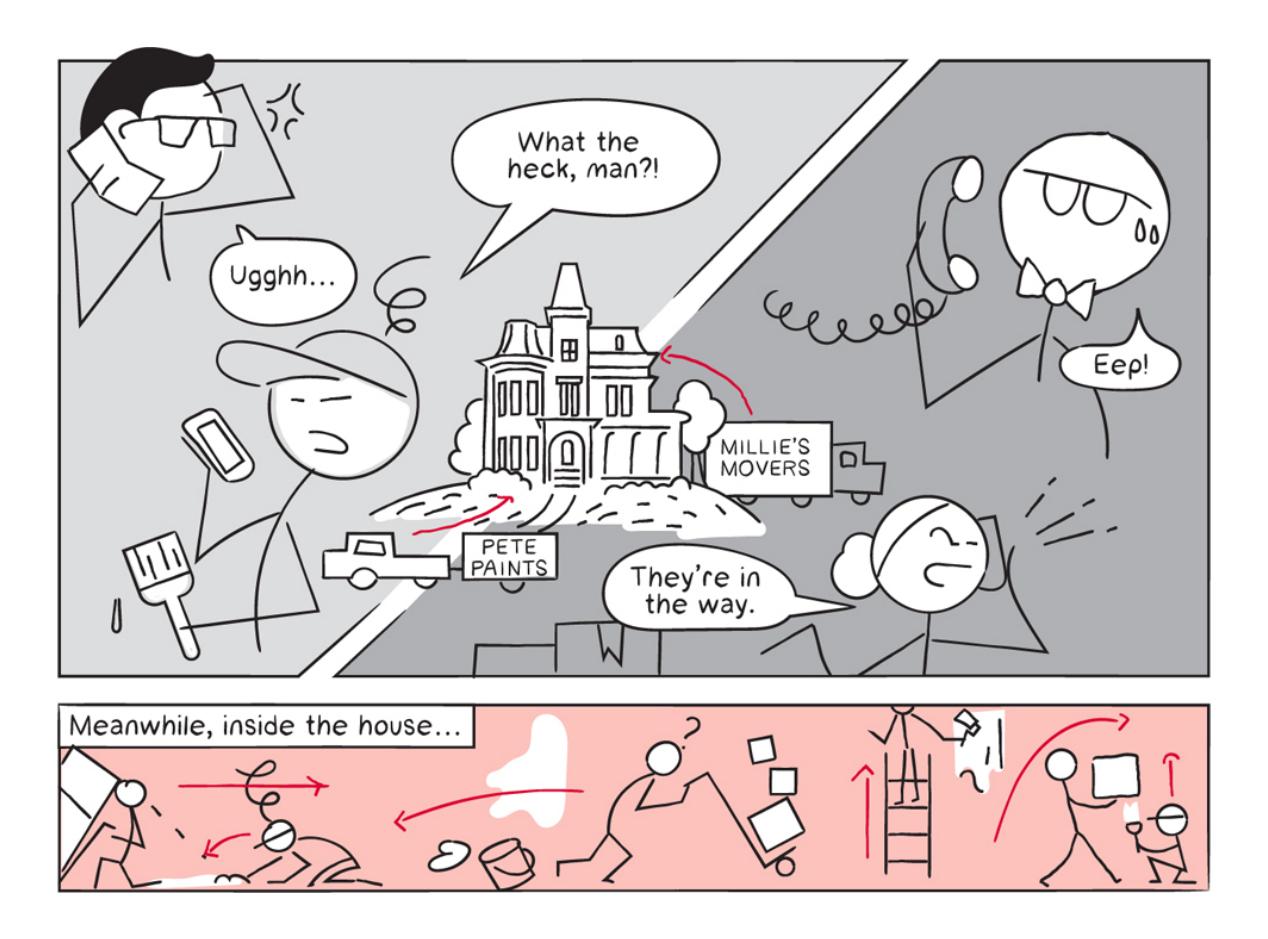 What the
heck, man?!
Ugghh...
Eep!
MILLIE'S
MOVERS
PETE
PAINTS
They're in
the way.
Meanwhile, inside the house...
?